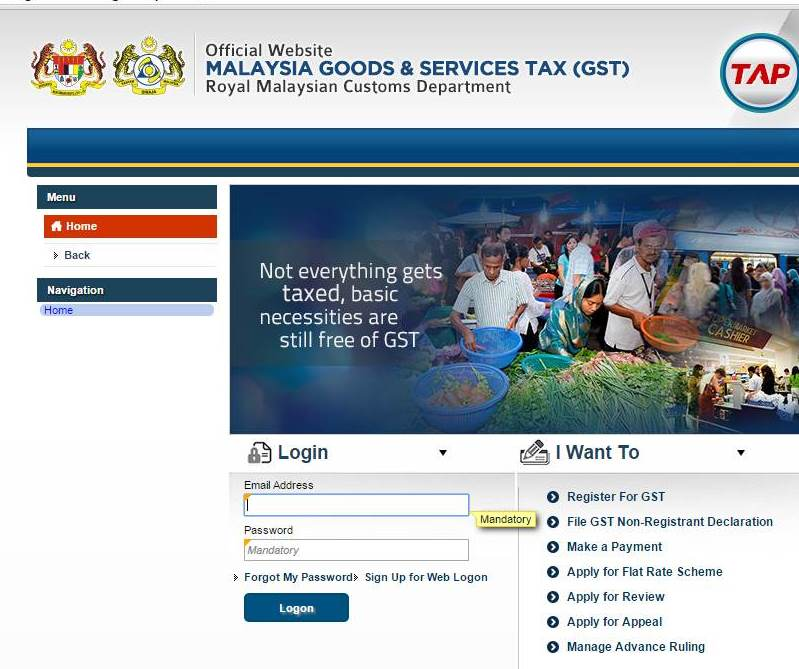 Official Website
MALAYSIA GOODS & SERVICES TAX (GST)
Royal Malaysian Customs Department
TAP
Menu
Home
Back
Navigation
Home
Not everything gets
taxed, basic
necessities are
still free of GST
CASHIER
Login
I Want To
Email Address
Mandatory
Password
Mandatory
Forgot My Password
Sign Up for Web Logon
Logon
Register For GST
File GST Non-Registrant Declaration
Make a Payment
Apply for Flat Rate Scheme
Apply for Review
Apply for Appeal
Manage Advance Ruling